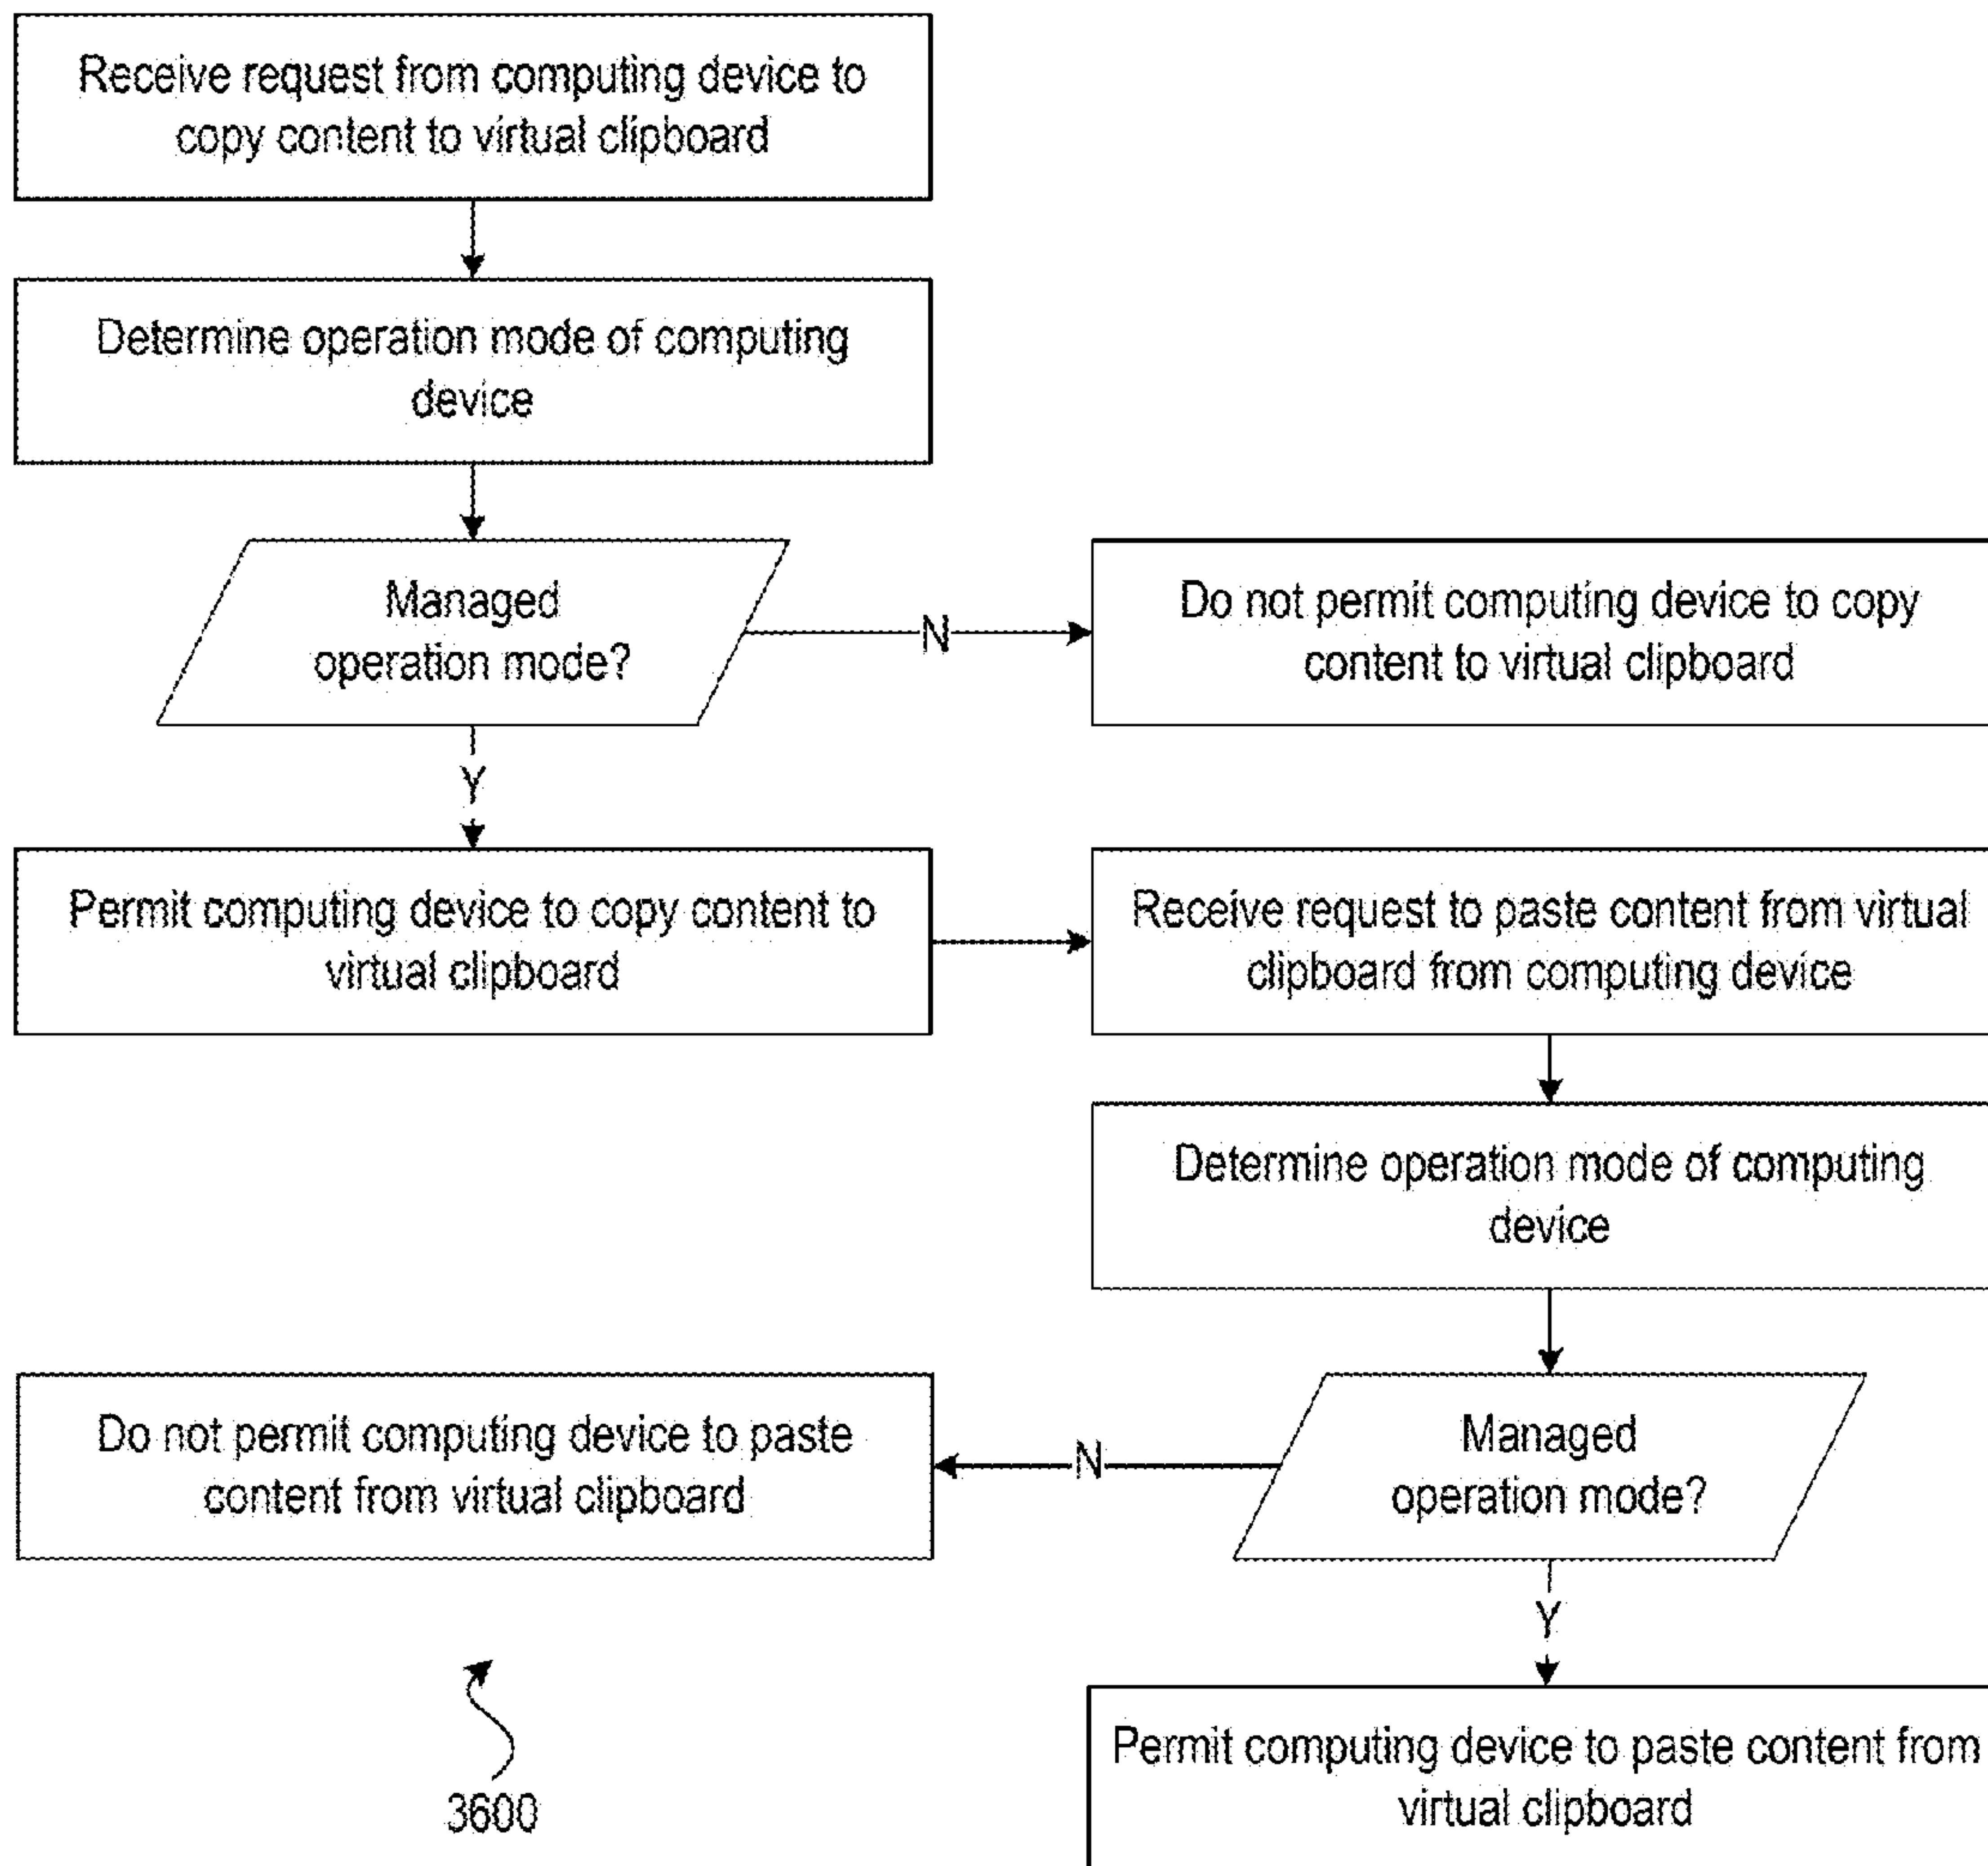 Receive request from computing device to
copy content to virtual clipboard
Determine operation mode of computing
device
Managed
operation mode?
N
Do not permit computing device to copy
content to virtual clipboard
Y
Permit computing device to copy content to
virtual clipboard
Receive request to paste content from virtual
clipboard from computing device
Determine operation mode of computing
device
Managed
operation mode?
N
Do not permit computing device to paste
content from virtual clipboard
Y
Permit computing device to paste content from
virtual clipboard
3600